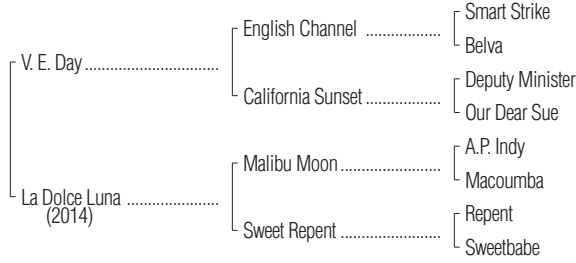 Smart Strike
English Channel ..................
Belva
V. E. Day ................................
Deputy Minister
California Sunset ..................
Our Dear Sue
A.P. Indy
Malibu Moon ........................
Macoumba
La Dolce Luna ......................
(2014)
Repent
Sweet Repent ........................
Sweetbabe